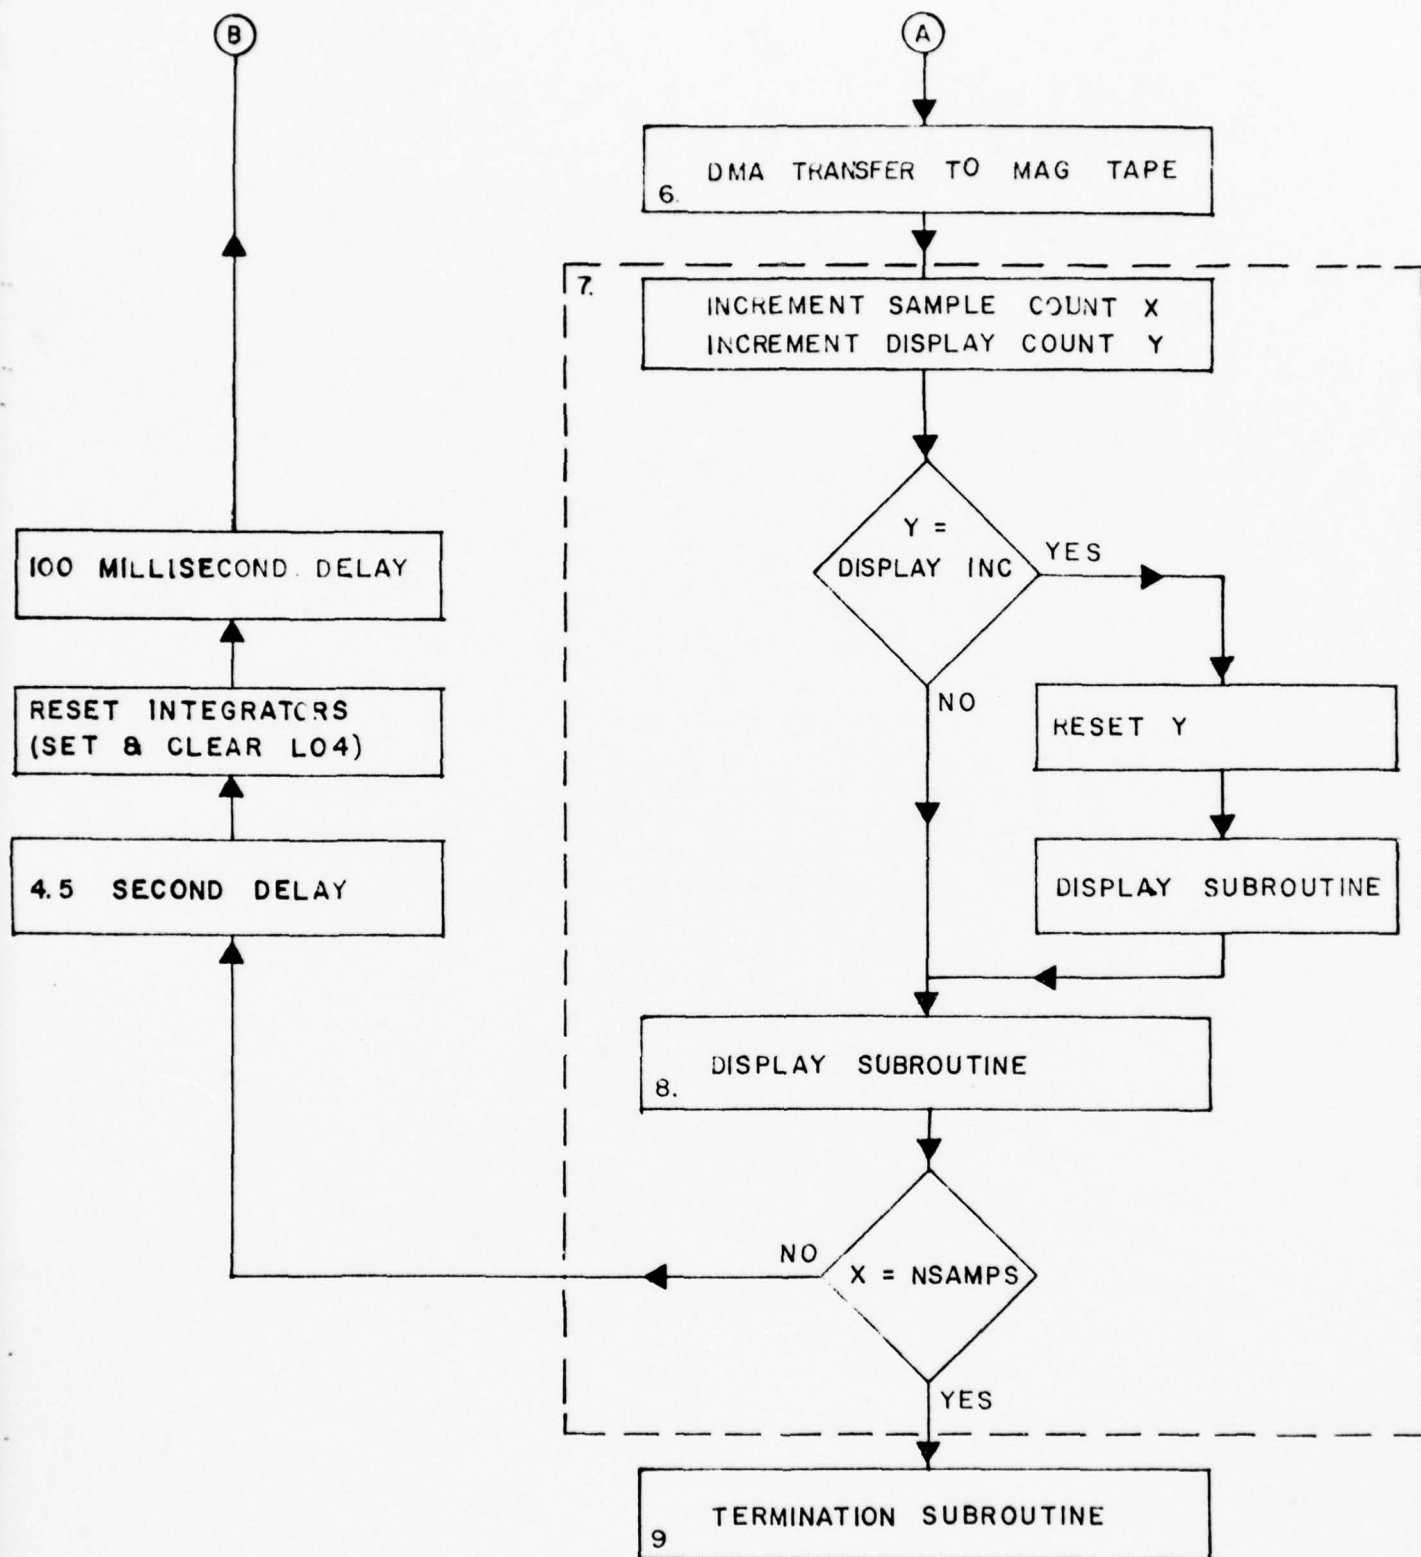 B
A
DMA TRANSFER TO MAG TAPE
6.
7.
INCREMENT SAMPLE COUNT X
INCREMENT DISPLAY COUNT Y
Y =
DISPLAY INC
YES
NO
RESET Y
DISPLAY SUBROUTINE
100 MILLISECOND DELAY
RESET INTEGRATORS
(SET & CLEAR LO4)
4.5 SECOND DELAY
DISPLAY SUBROUTINE
8.
NO
X = NSAMPS
YES
TERMINATION SUBROUTINE
9